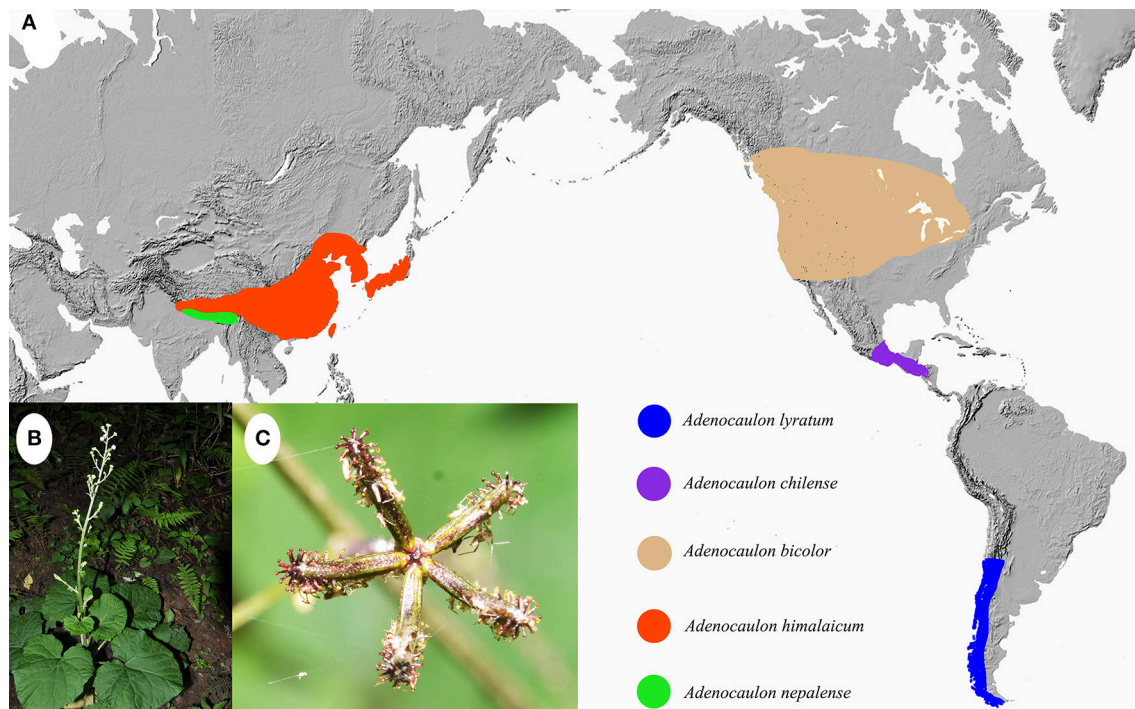 A
B
C
Adenocaulon lyratum
Adenocaulon chilense
Adenocaulon bicolor
Adenocaulon himalaicum
Adenocaulon nepalense